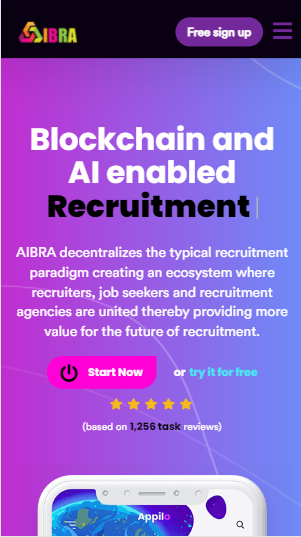 AIBRA
Free sign up
Blockchain and
AI enabled
Recruitment
AIBRA decentralizes the typical recruitment
paradigm creating an ecosystem where
recruiters, job seekers and recruitment
agencies are united thereby providing more
value for the future of recruitment.
Start Now or try it for free
(based on 1,256 task reviews)
Appilo